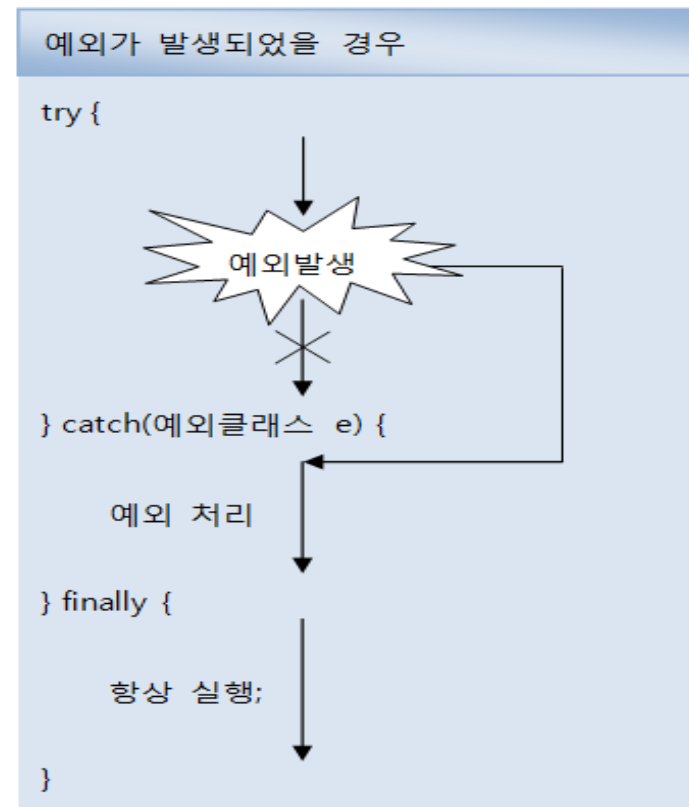 예외가 발생되었을 경우
try {
예외발생
} catch(예외클래스 e) {
예외 처리
} finally {
항상 실행;
}